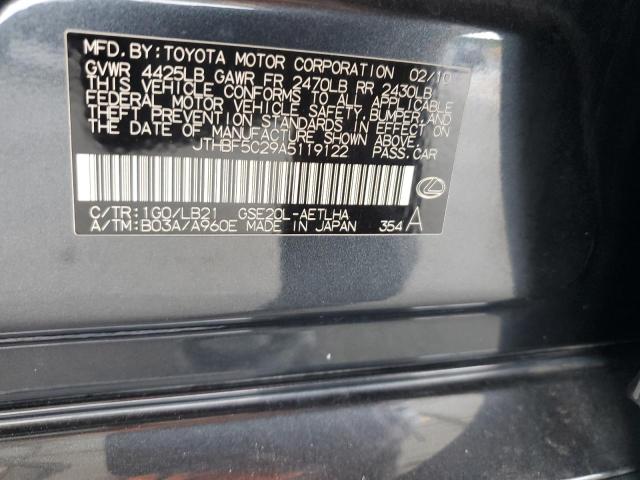 MFD. BY: TOYOTA MOTOR CORPORATION 02/10
GVWR 4425LB GAWR FR 2470LB RR 2430LB
THIS VEHICLE CONFORMS TO ALL APPLICABLE
FEDERAL MOTOR VEHICLE SAFETY, BUMPER, AND
THEFT PREVENTION STANDARDS IN EFFECT ON
THE DATE OF MANUFACTURE SHOWN ABOVE.
JTHBF5C29A5119122 PASS. CAR
C/TR: 1G0/LB21 GSE20L-AETLHA
A/TM: B03A/A960E MADE IN JAPAN 354 A